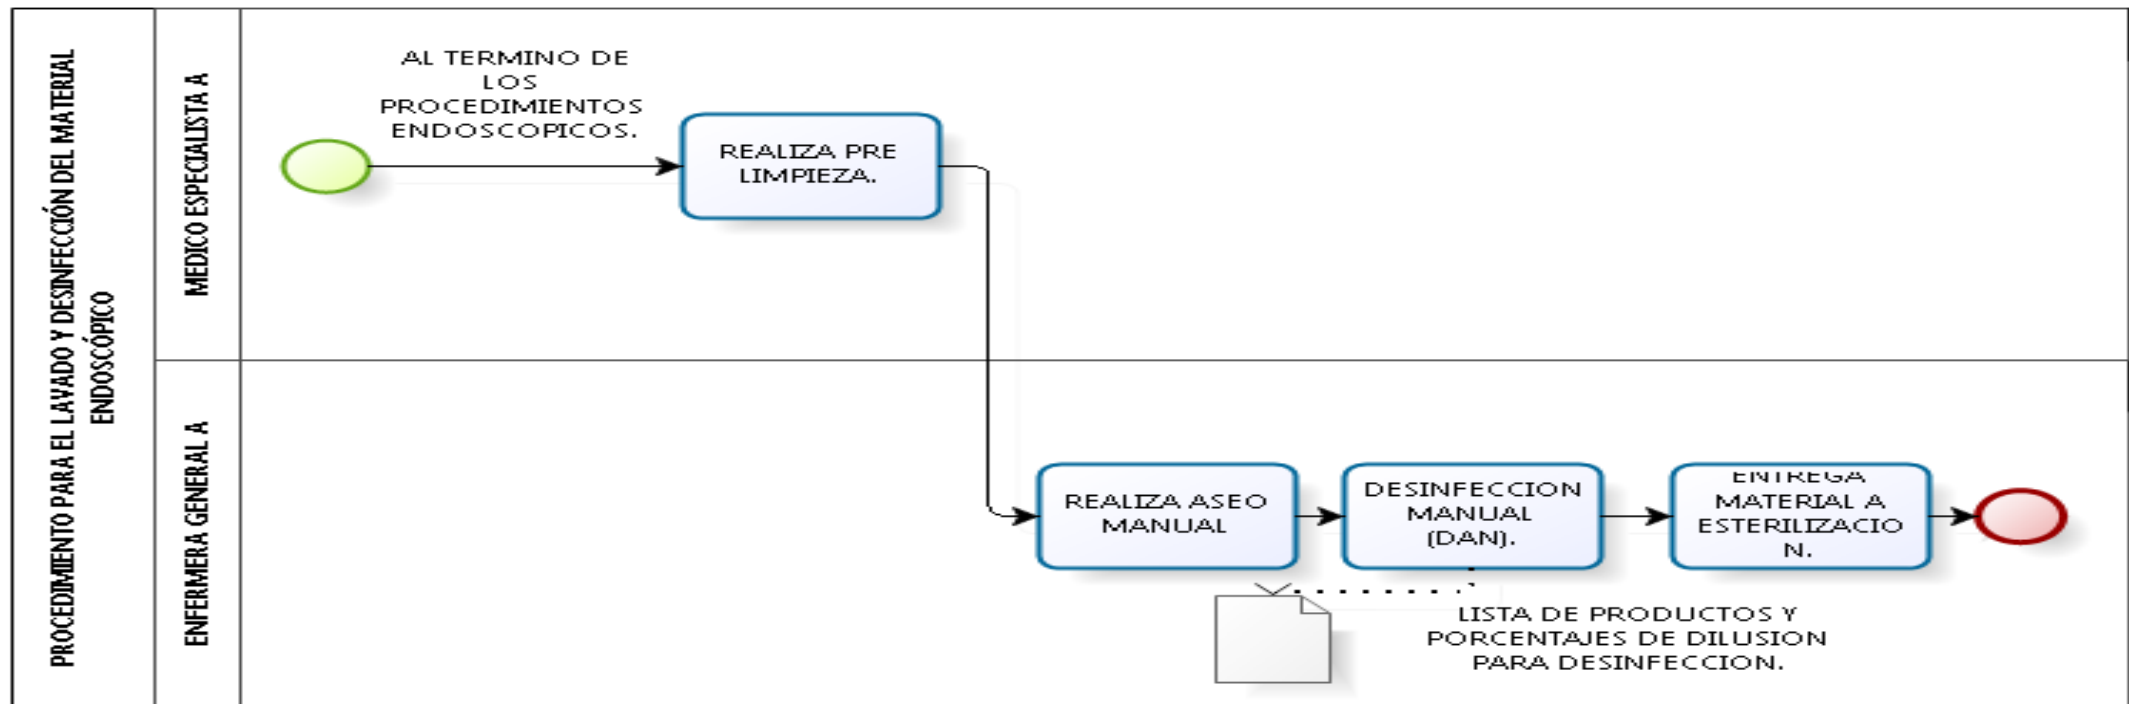 PROCEDIMIENTO PARA EL LAVADO Y DESINFECCIÓN DEL MATERIAL
ENDOSCÓPICO
MEDICO ESPECIALISTA A
AL TERMINO DE
LOS
PROCEDIMIENTOS
ENDOSCOPICOS.
REALIZA PRE
LIMPIEZA.
ENFERMERA GENERAL A
REALIZA ASEO
MANUAL
DESINFECCION
MANUAL
(DAN).
ENTREGA
MATERIAL A
ESTERILIZACIO
N.
LISTA DE PRODUCTOS Y
PORCENTAJES DE DILUSION
PARA DESINFECCION.